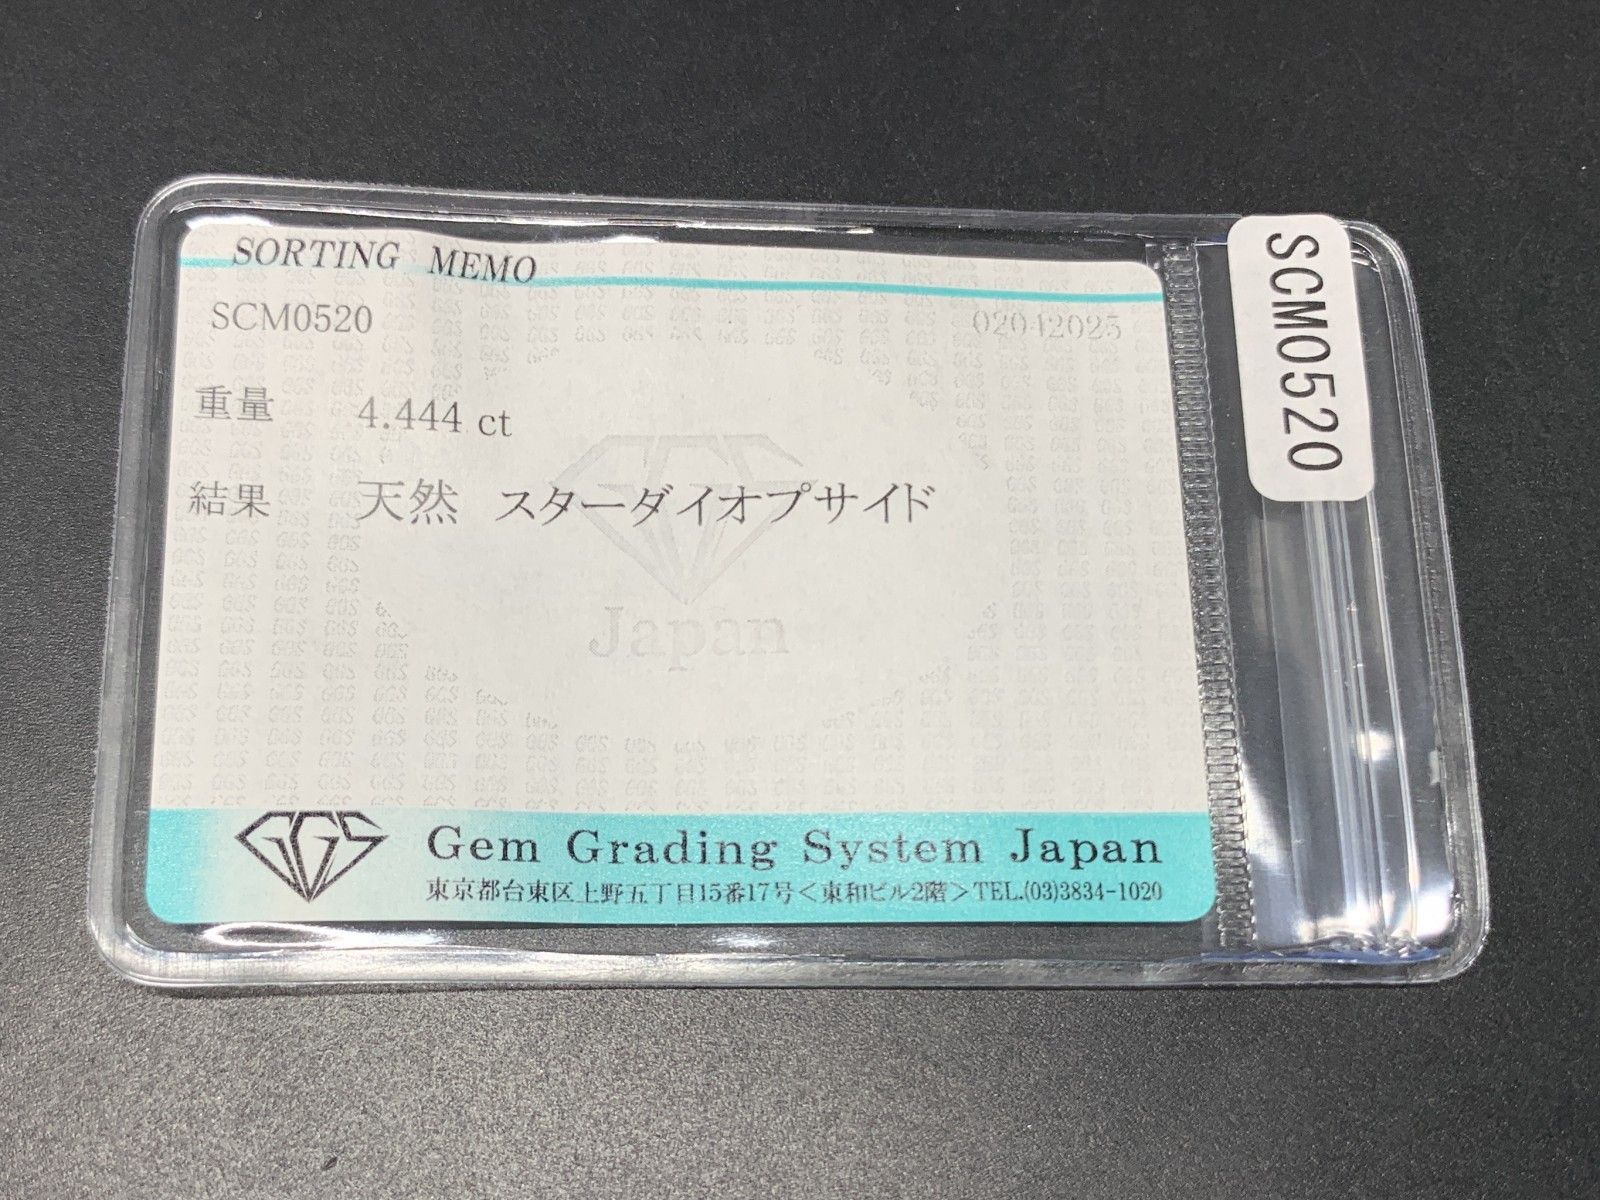 SORTING MEMO
SCM0520
02042025
重量 4.444 ct
結果 天然 スターダイオプサイド
GGS
Japan
GGS
Gem Grading System Japan
東京都台東区上野五丁目15番17号<東和ビル2階>TEL.(03)3834-1020
SCM0520